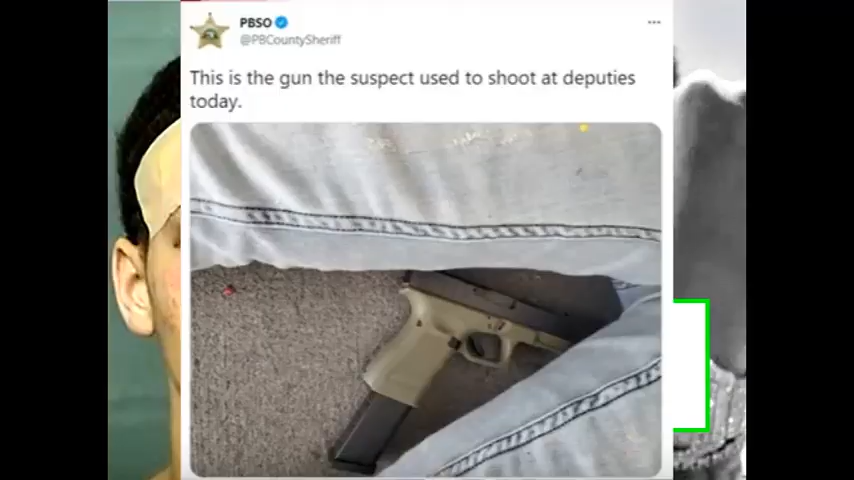 PBSO
@PBCountySheriff
This is the gun the suspect used to shoot at deputies
today.